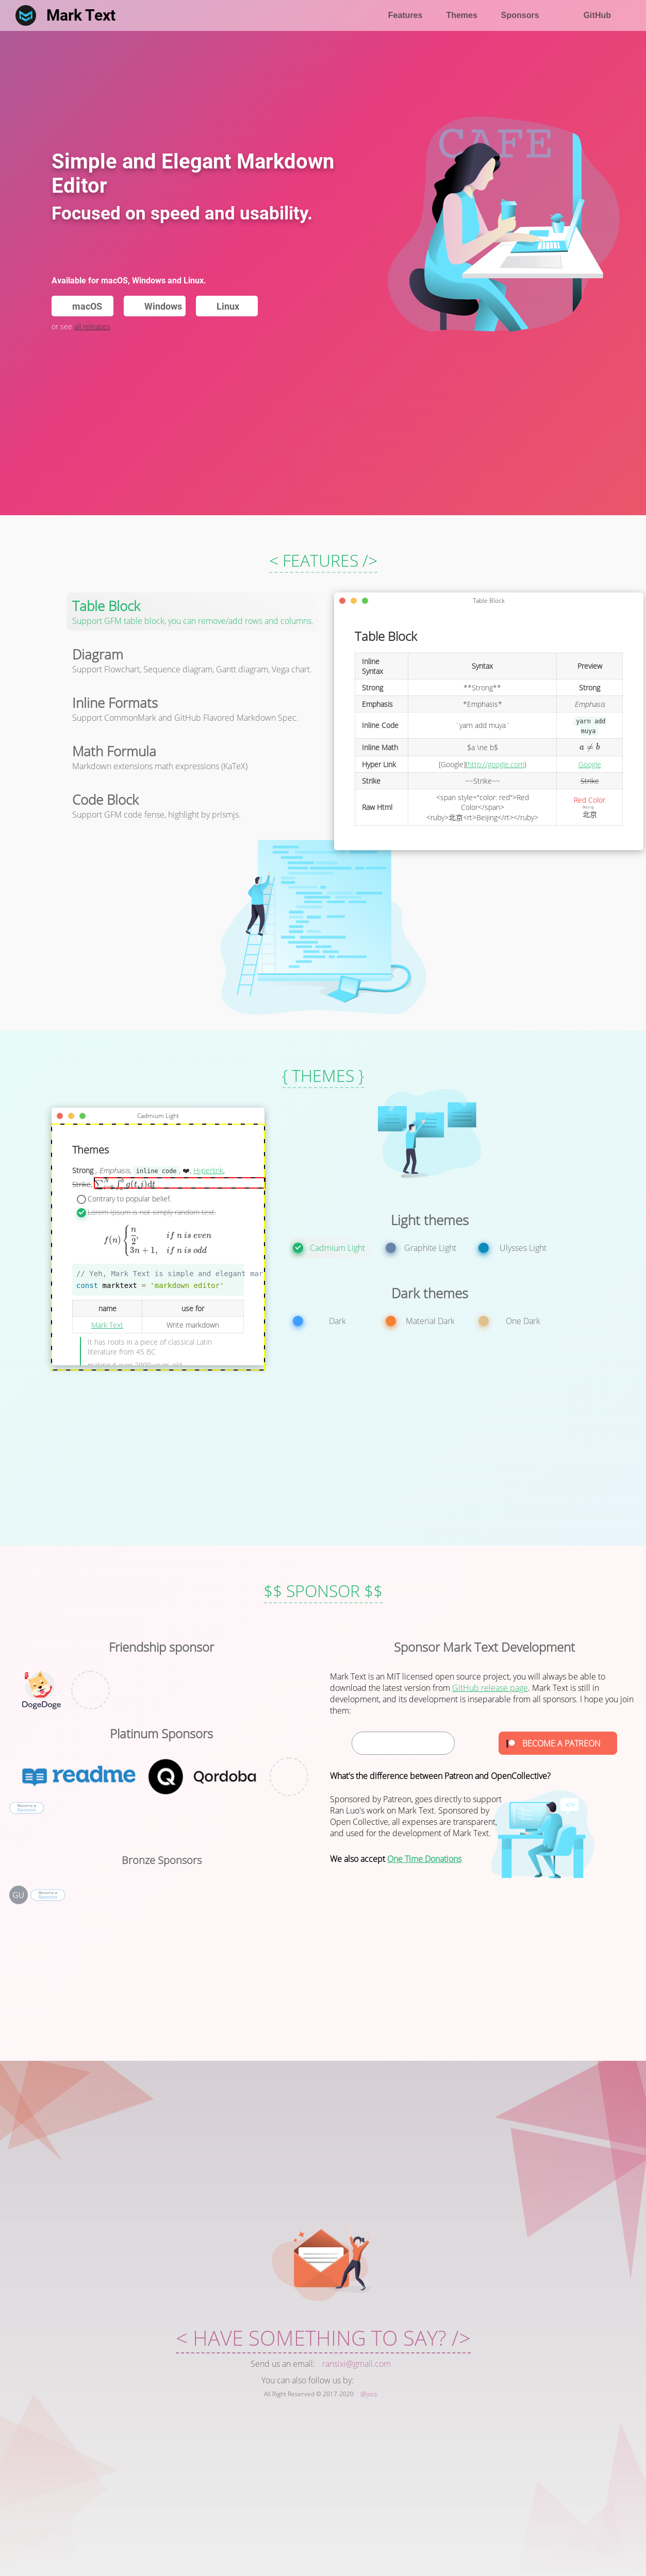 Mark Text
Features
Themes
Sponsors
GitHub
CAFE
Simple and Elegant Markdown
Editor
Focused on speed and usability.
Available for macOS, Windows and Linux.
macOS
Windows
Linux
or see all releases
< FEATURES />
Table Block
Support GFM table block, you can remove/add rows and columns.
Diagram
Support Flowchart, Sequence diagram, Gantt diagram, Vega chart.
Inline Formats
Support CommonMark and GitHub Flavored Markdown Spec.
Math Formula
Markdown extensions math expressions (KaTeX)
Code Block
Support GFM code fense, highlight by prismjs.
Table Block
Table Block
Inline Syntax
Syntax
Preview
Strong
**Strong**
Strong
Emphasis
*Emphasis*
Emphasis
Inline Code
`yarn add muya`
yarn add
muya
Inline Math
$a \ne b$
a ≠ b
Hyper Link
[Google](http://google.com)
Google
Strike
~~Strike~~
Strike
Raw Html
<span style="color: red">Red
Color</span>
<ruby>北京<rt>Beijing</rt></ruby>
Red Color
Beijing
北京
{ THEMES }
Cadmium Light
Themes
Strong , Emphasis, inline code , ❤️, Hyperlink,
Strike,
Contrary to popular belief.
Lorem Ipsum is not simply random text.
f(n) { n/2, if n is even
3n + 1, if n is odd
// Yeh, Mark Text is simple and elegant mar
const marktext = 'markdown editor'
name
use for
Mark Text
Write markdown
It has roots in a piece of classical Latin
literature from 45 BC
Light themes
Cadmium Light
Graphite Light
Ulysses Light
Dark themes
Dark
Material Dark
One Dark
$$ SPONSOR $$
Friendship sponsor
DogeDoge
Platinum Sponsors
readme
Qordoba
Become a
Sponsor
Bronze Sponsors
GU
Become a
Sponsor
Sponsor Mark Text Development
Mark Text is an MIT licensed open source project, you will always be able to
download the latest version from GitHub release page. Mark Text is still in
development, and its development is inseparable from all sponsors. I hope you join
them:
BECOME A PATREON
What's the difference between Patreon and OpenCollective?
Sponsored by Patreon, goes directly to support
Ran Luo's work on Mark Text. Sponsored by
Open Collective, all expenses are transparent,
and used for the development of Mark Text.
We also accept One Time Donations
< HAVE SOMETHING TO SAY? />
Send us an email: ransixi@gmail.com
You can also follow us by:
All Right Reserved © 2017-2020 @Jocs